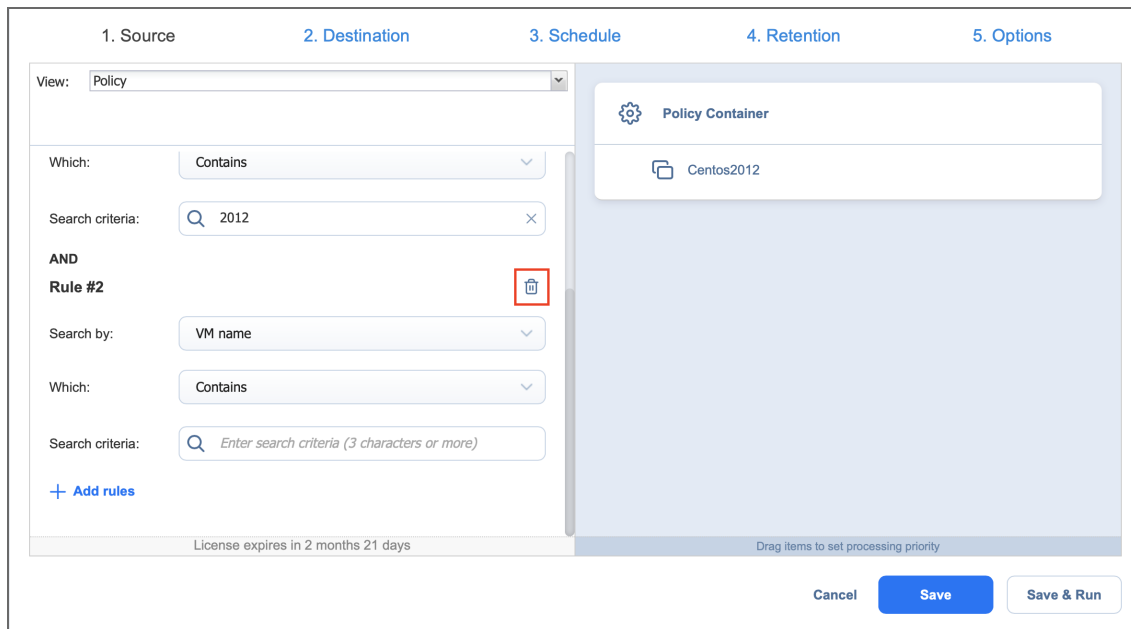 1. Source 2. Destination 3. Schedule 4. Retention 5. Options
View: Policy
Policy Container
Which: Contains
Centos2012
Search criteria: 2012
AND
Rule #2
Search by: VM name
Which: Contains
Search criteria: Enter search criteria (3 characters or more)
Add rules
License expires in 2 months 21 days
Drag items to set processing priority
Cancel Save Save & Run